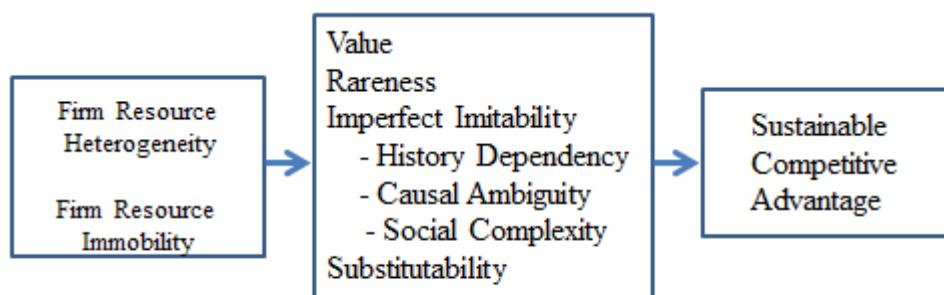 Firm Resource
Heterogeneity
Firm Resource
Immobility
Value
Rareness
Imperfect Imitability
- History Dependency
- Causal Ambiguity
- Social Complexity
Substitutability
Sustainable
Competitive
Advantage